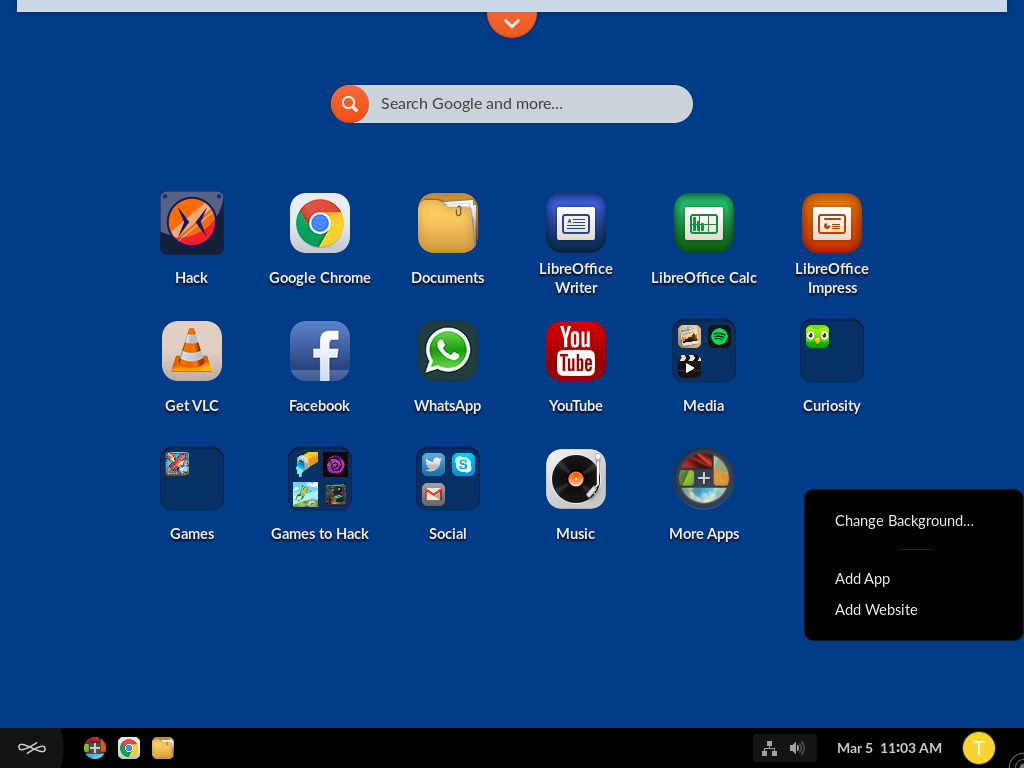 Search Google and more...
Hack
Google Chrome
Documents
LibreOffice
Writer
LibreOffice Calc
LibreOffice
Impress
You
Tube
Get VLC
Facebook
WhatsApp
YouTube
Media
Curiosity
Games
Games to Hack
Social
Music
More Apps
Change Background...
Add App
Add Website
Mar 5 11:03 AM
T